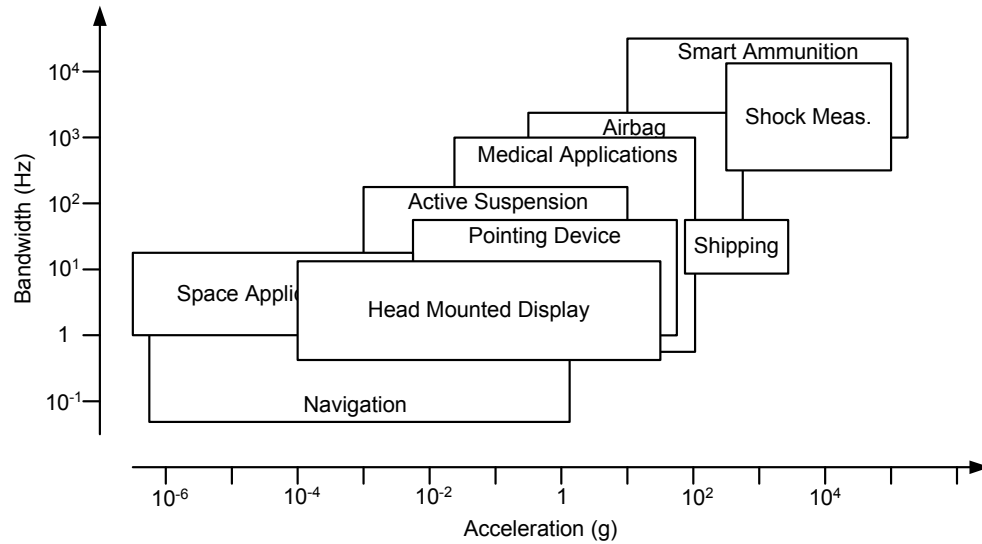 Smart Ammunition
10⁴
Shock Meas.
Airbag
10³
Medical Applications
10²
Active Suspension
Pointing Device
Shipping
10¹
Space Appli
Head Mounted Display
1
10⁻¹
Navigation
Bandwidth (Hz)
10⁻⁶
10⁻⁴
10⁻²
1
10²
10⁴
Acceleration (g)